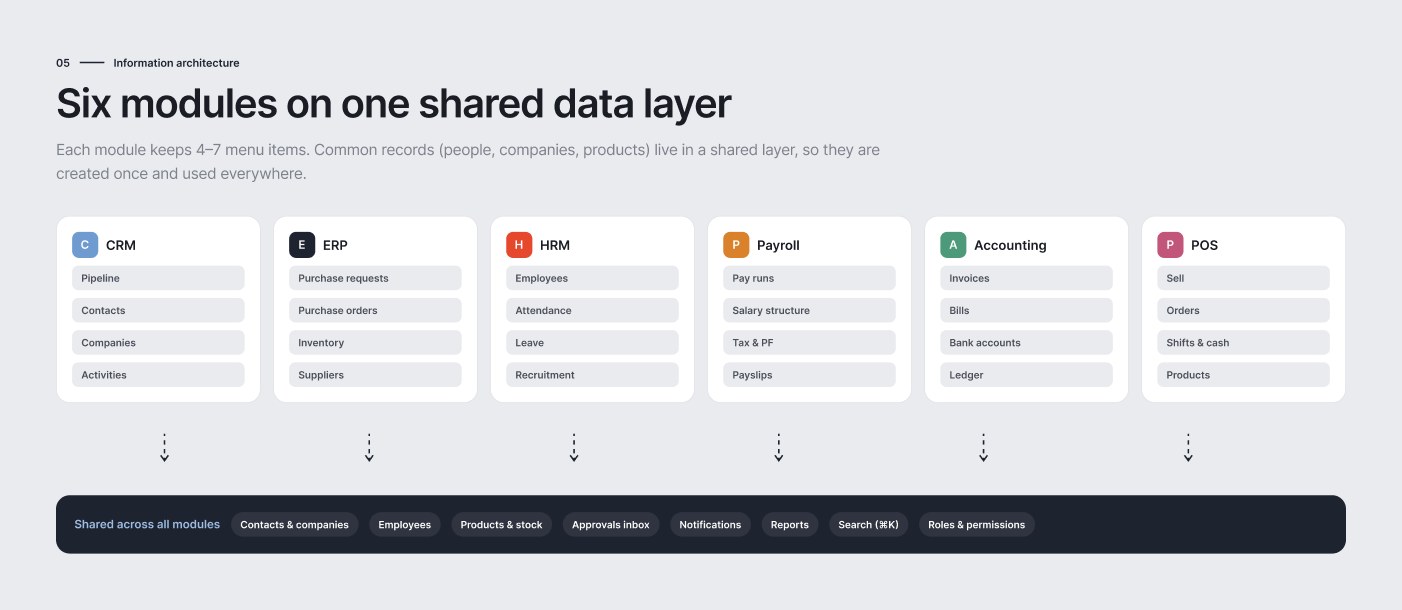 05 — Information architecture
Six modules on one shared data layer
Each module keeps 4–7 menu items. Common records (people, companies, products) live in a shared layer, so they are
created once and used everywhere.
C CRM
Pipeline
Contacts
Companies
Activities
E ERP
Purchase requests
Purchase orders
Inventory
Suppliers
H HRM
Employees
Attendance
Leave
Recruitment
P Payroll
Pay runs
Salary structure
Tax & PF
Payslips
A Accounting
Invoices
Bills
Bank accounts
Ledger
P POS
Sell
Orders
Shifts & cash
Products
Shared across all modules Contacts & companies Employees Products & stock Approvals inbox Notifications Reports Search (⌘K) Roles & permissions